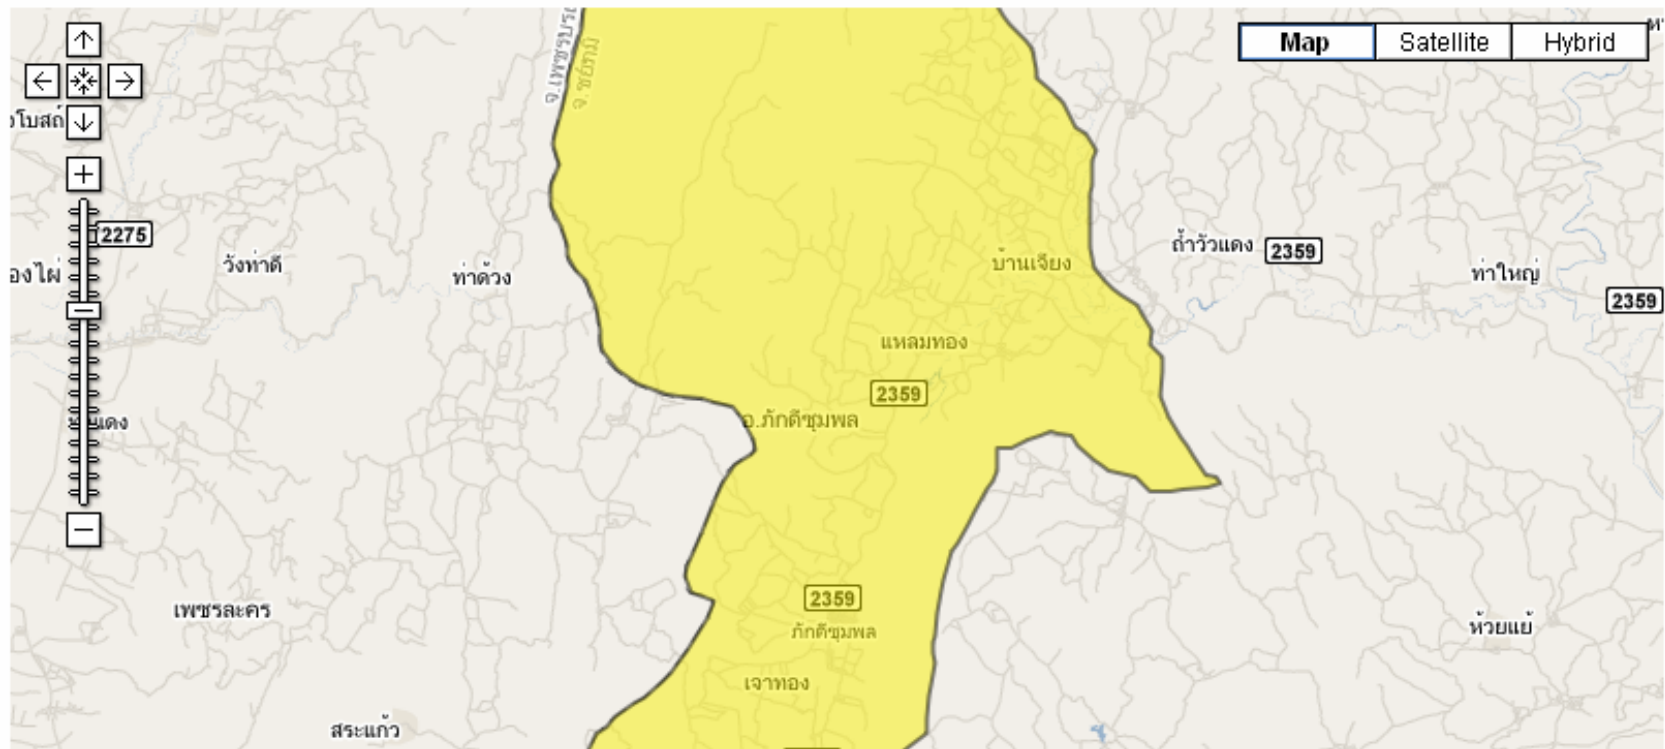 จ.เพชรบูรณ์
จ.ชัยภูมิ
Map
Satellite
Hybrid
2275
วังท่าดี
ท่าด้วง
บ้านเจียง
ถ้ำวัวแดง
2359
ท่าใหญ่
2359
แหลมทอง
2359
อ.ภักดีชุมพล
เพชรละคร
2359
ภักดีชุมพล
ห้วยแย้
เจาทอง
สระแก้ว